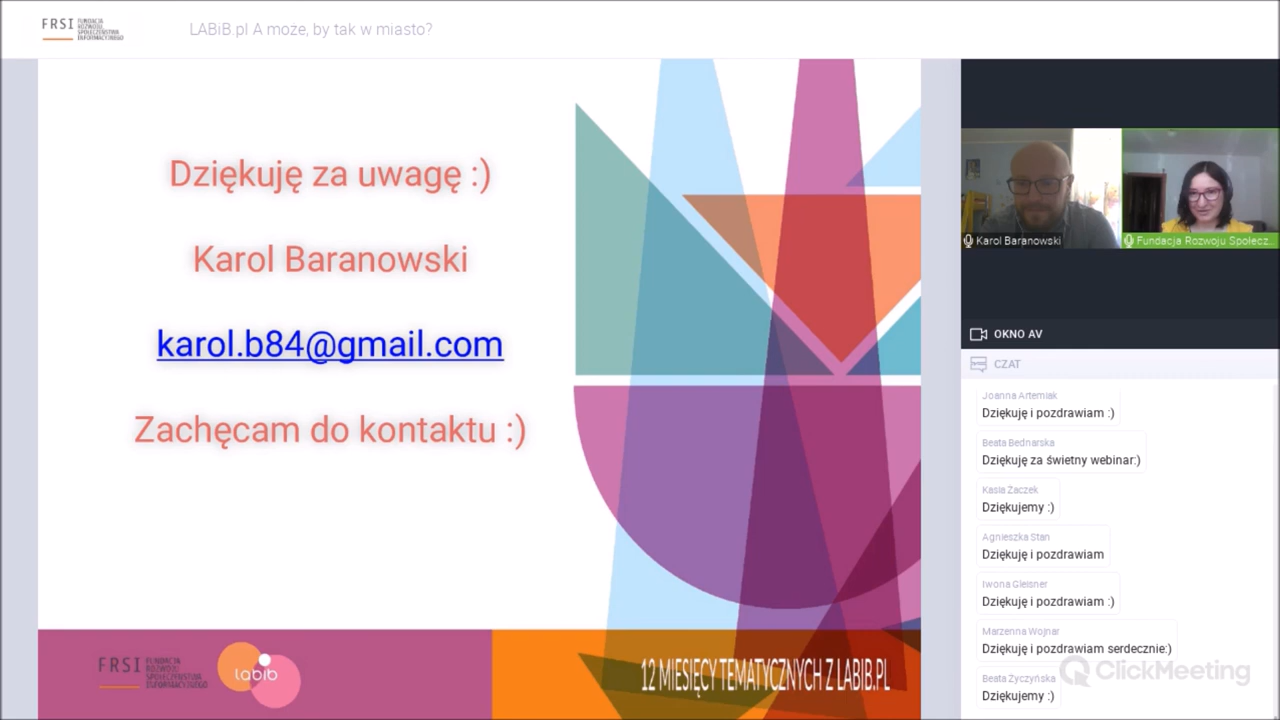 FRSI FUNDACJA
ROZWOJU
SPOŁECZEŃSTWA
INFORMACYJNEGO
LABiB.pl A może, by tak w miasto?
Dziękuję za uwagę :)
Karol Baranowski
karol.b84@gmail.com
Zachęcam do kontaktu :)
FRSI FUNDACJA
ROZWOJU
SPOŁECZEŃSTWA
INFORMACYJNEGO
labib
12 MIESIĘCY TEMATYCZNYCH Z LABIB.PL
Karol Baranowski
Fundacja Rozwoju Społecz...
OKNO AV
CZAT
Joanna Artemiak
Dziękuję i pozdrawiam :)
Beata Bednarska
Dziękuję za świetny webinar:)
Kasia Żaczek
Dziękujemy :)
Agnieszka Stan
Dziękuję i pozdrawiam
Iwona Gleisner
Dziękuję i pozdrawiam :)
Marzenna Wojnar
Dziękuję i pozdrawiam serdecznie:)
Beata Życzyńska
Dziękujemy :)
ClickMeeting